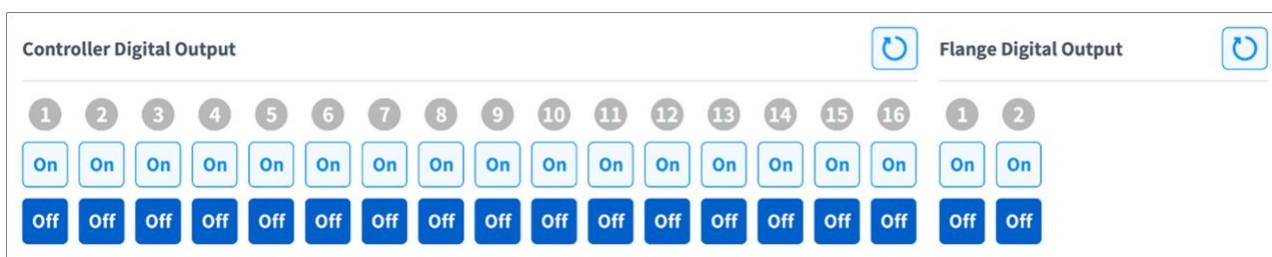 Controller Digital Output
1 2 3 4 5 6 7 8 9 10 11 12 13 14 15 16
On On On On On On On On On On On On On On On On
Off Off Off Off Off Off Off Off Off Off Off Off Off Off Off Off
Flange Digital Output
1 2
On On
Off Off